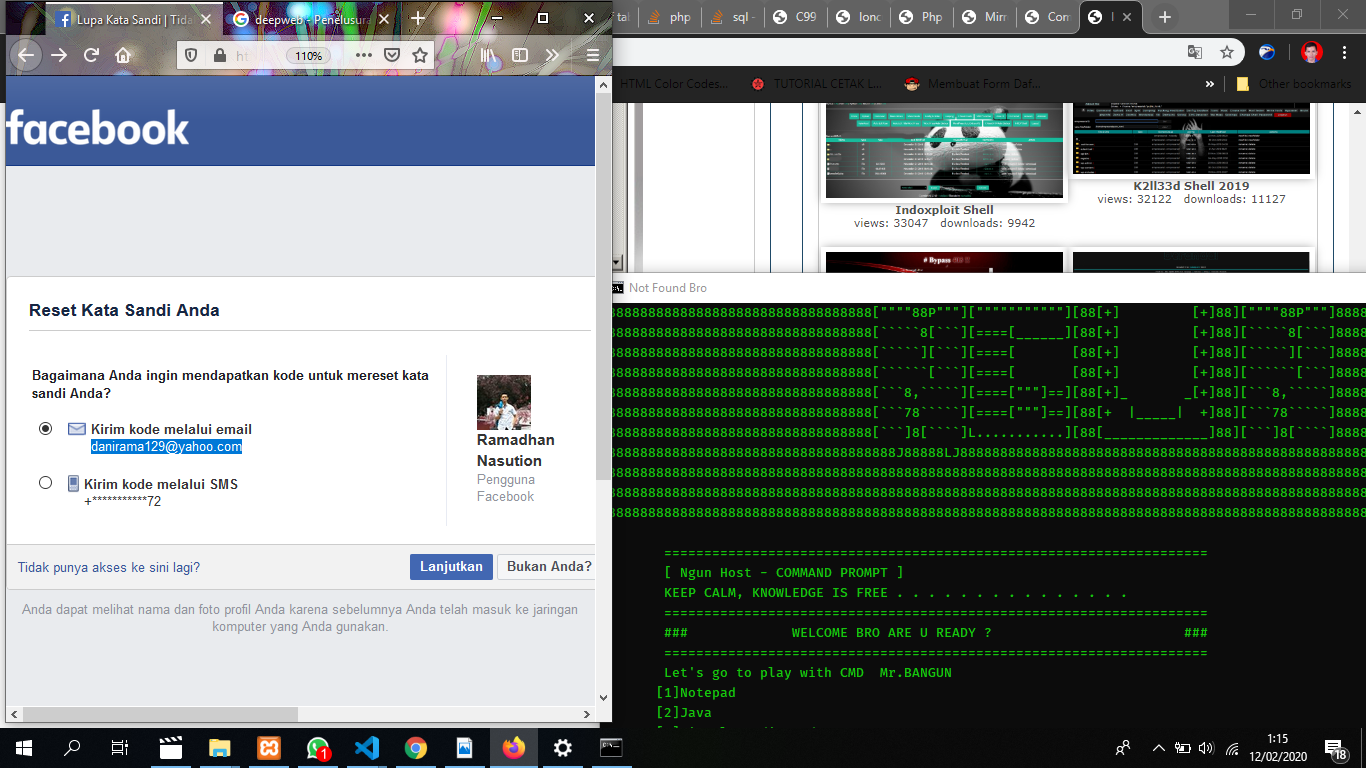 Lupa Kata Sandi | Tida
deepweb - Penelusura
php
sql -
C99
Php
Mirr
110%
HTML Color Codes...
TUTORIAL CETAK L...
Membuat Form Daf...
Other bookmarks
facebook
Reset Kata Sandi Anda
Bagaimana Anda ingin mendapatkan kode untuk mereset kata
sandi Anda?
Kirim kode melalui email
danirama129@yahoo.com
Kirim kode melalui SMS
+***********72
Ramadhan
Nasution
Pengguna
Facebook
Tidak punya akses ke sini lagi?
Lanjutkan
Bukan Anda?
Anda dapat melihat nama dan foto profil Anda karena sebelumnya Anda telah masuk ke jaringan
komputer yang Anda gunakan.
Indoxploit Shell
views: 33047 downloads: 9942
K2ll33d Shell 2019
views: 32122 downloads: 11127
# Bypass
Not Found Bro
[ Ngun Host - COMMAND PROMPT ]
KEEP CALM, KNOWLEDGE IS FREE . . . . . . . . . . . . . . .
### WELCOME BRO ARE U READY ? ###
Let's go to play with CMD Mr.BANGUN
[1]Notepad
[2]Java
1
1:15
12/02/2020
18